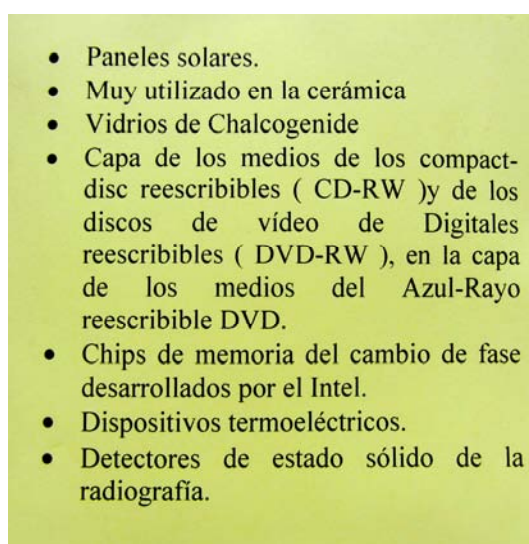 • Paneles solares.
• Muy utilizado en la cerámica
• Vidrios de Chalcogenide
• Capa de los medios de los compact-
disc reescribibles ( CD-RW )y de los
discos de vídeo de Digitales
reescribibles ( DVD-RW ), en la capa
de los medios del Azul-Rayo
reescribible DVD.
• Chips de memoria del cambio de fase
desarrollados por el Intel.
• Dispositivos termoeléctricos.
• Detectores de estado sólido de la
radiografía.